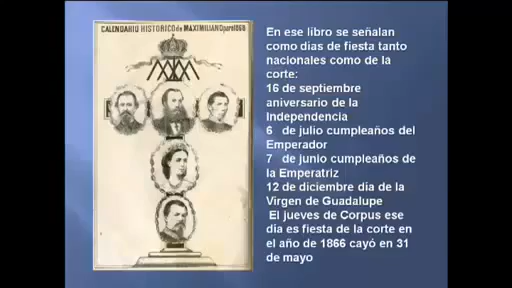 CALENDARIO HISTORICO de MAXIMILIANO para 1868
En ese libro se señalan
como dias de fiesta tanto
nacionales como de la
corte:
16 de septiembre
aniversario de la
Independencia
6 de julio cumpleaños del
Emperador
7 de junio cumpleaños de
la Emperatriz
12 de diciembre dia de la
Virgen de Guadalupe
El jueves de Corpus ese
día es fiesta de la corte en
el año de 1866 cayó en 31
de mayo